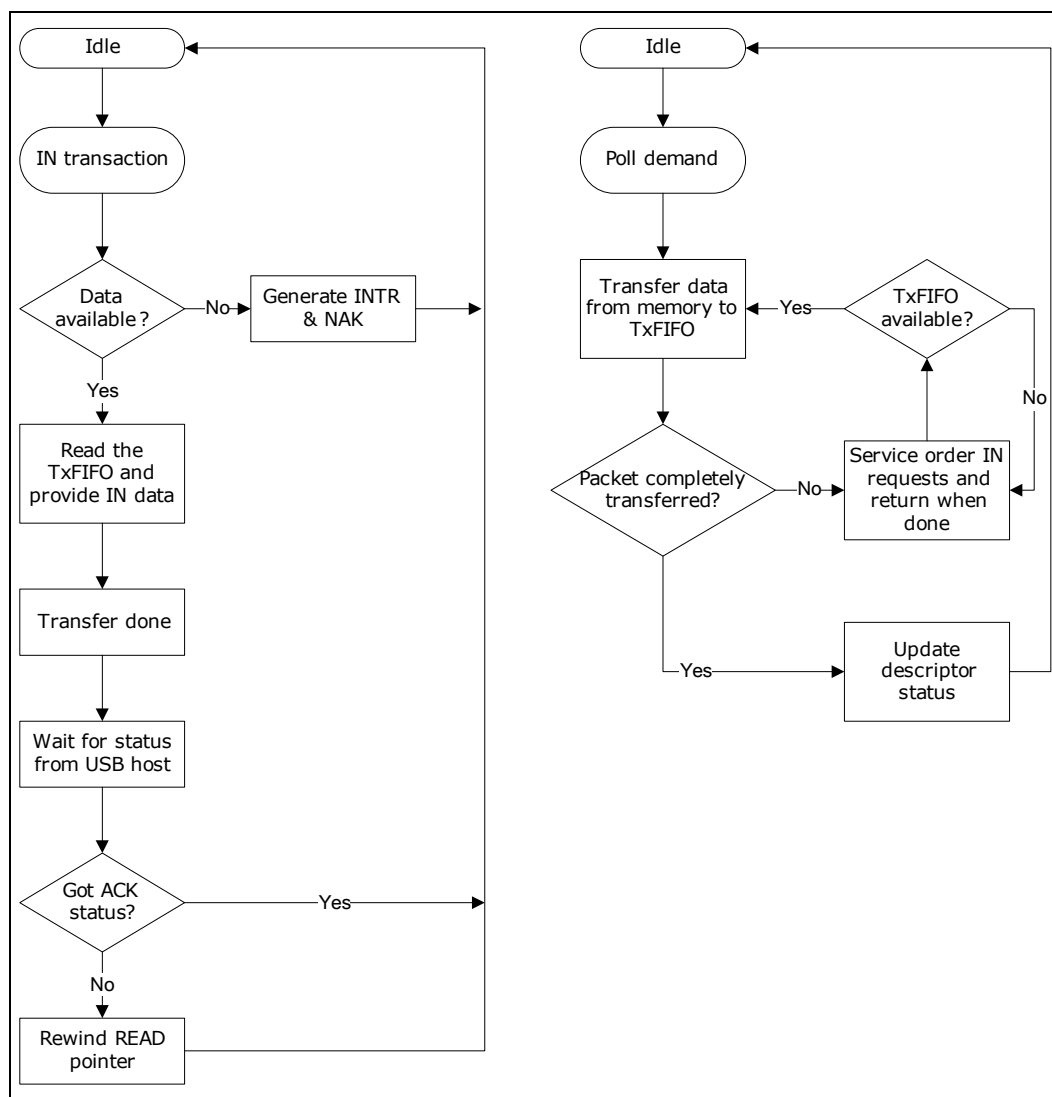 Idle
IN transaction
Data
available?
No
Generate INTR
& NAK
Yes
Read the
TxFIFO and
provide IN data
Transfer done
Wait for status
from USB host
Got ACK
status?
Yes
No
Rewind READ
pointer
Idle
Poll demand
Transfer data
from memory to
TxFIFO
Yes
TxFIFO
available?
No
Packet completely
transferred?
No
Service order IN
requests and
return when
done
Yes
Update
descriptor
status